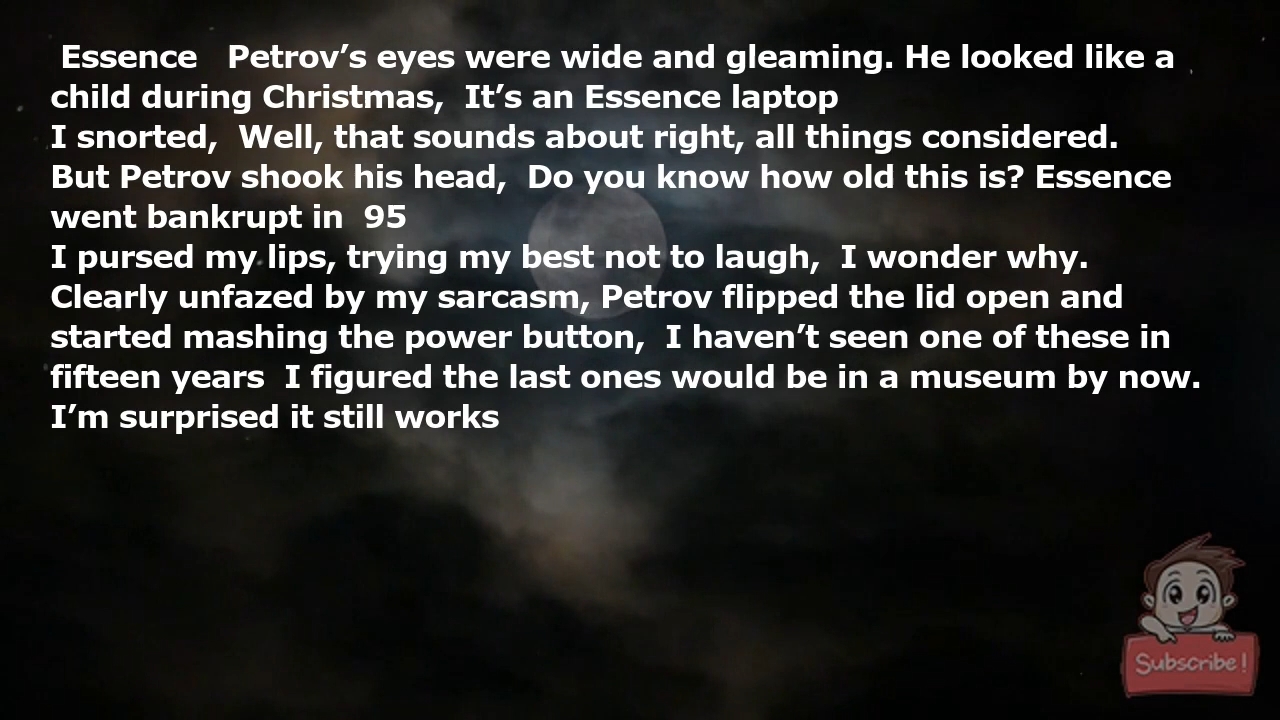 Essence   Petrov’s eyes were wide and gleaming. He looked like a
child during Christmas,  It’s an Essence laptop
I snorted,  Well, that sounds about right, all things considered.
But Petrov shook his head,  Do you know how old this is? Essence
went bankrupt in  95
I pursed my lips, trying my best not to laugh,  I wonder why.
Clearly unfazed by my sarcasm, Petrov flipped the lid open and
started mashing the power button,  I haven’t seen one of these in
fifteen years  I figured the last ones would be in a museum by now.
I’m surprised it still works
Subscribe!